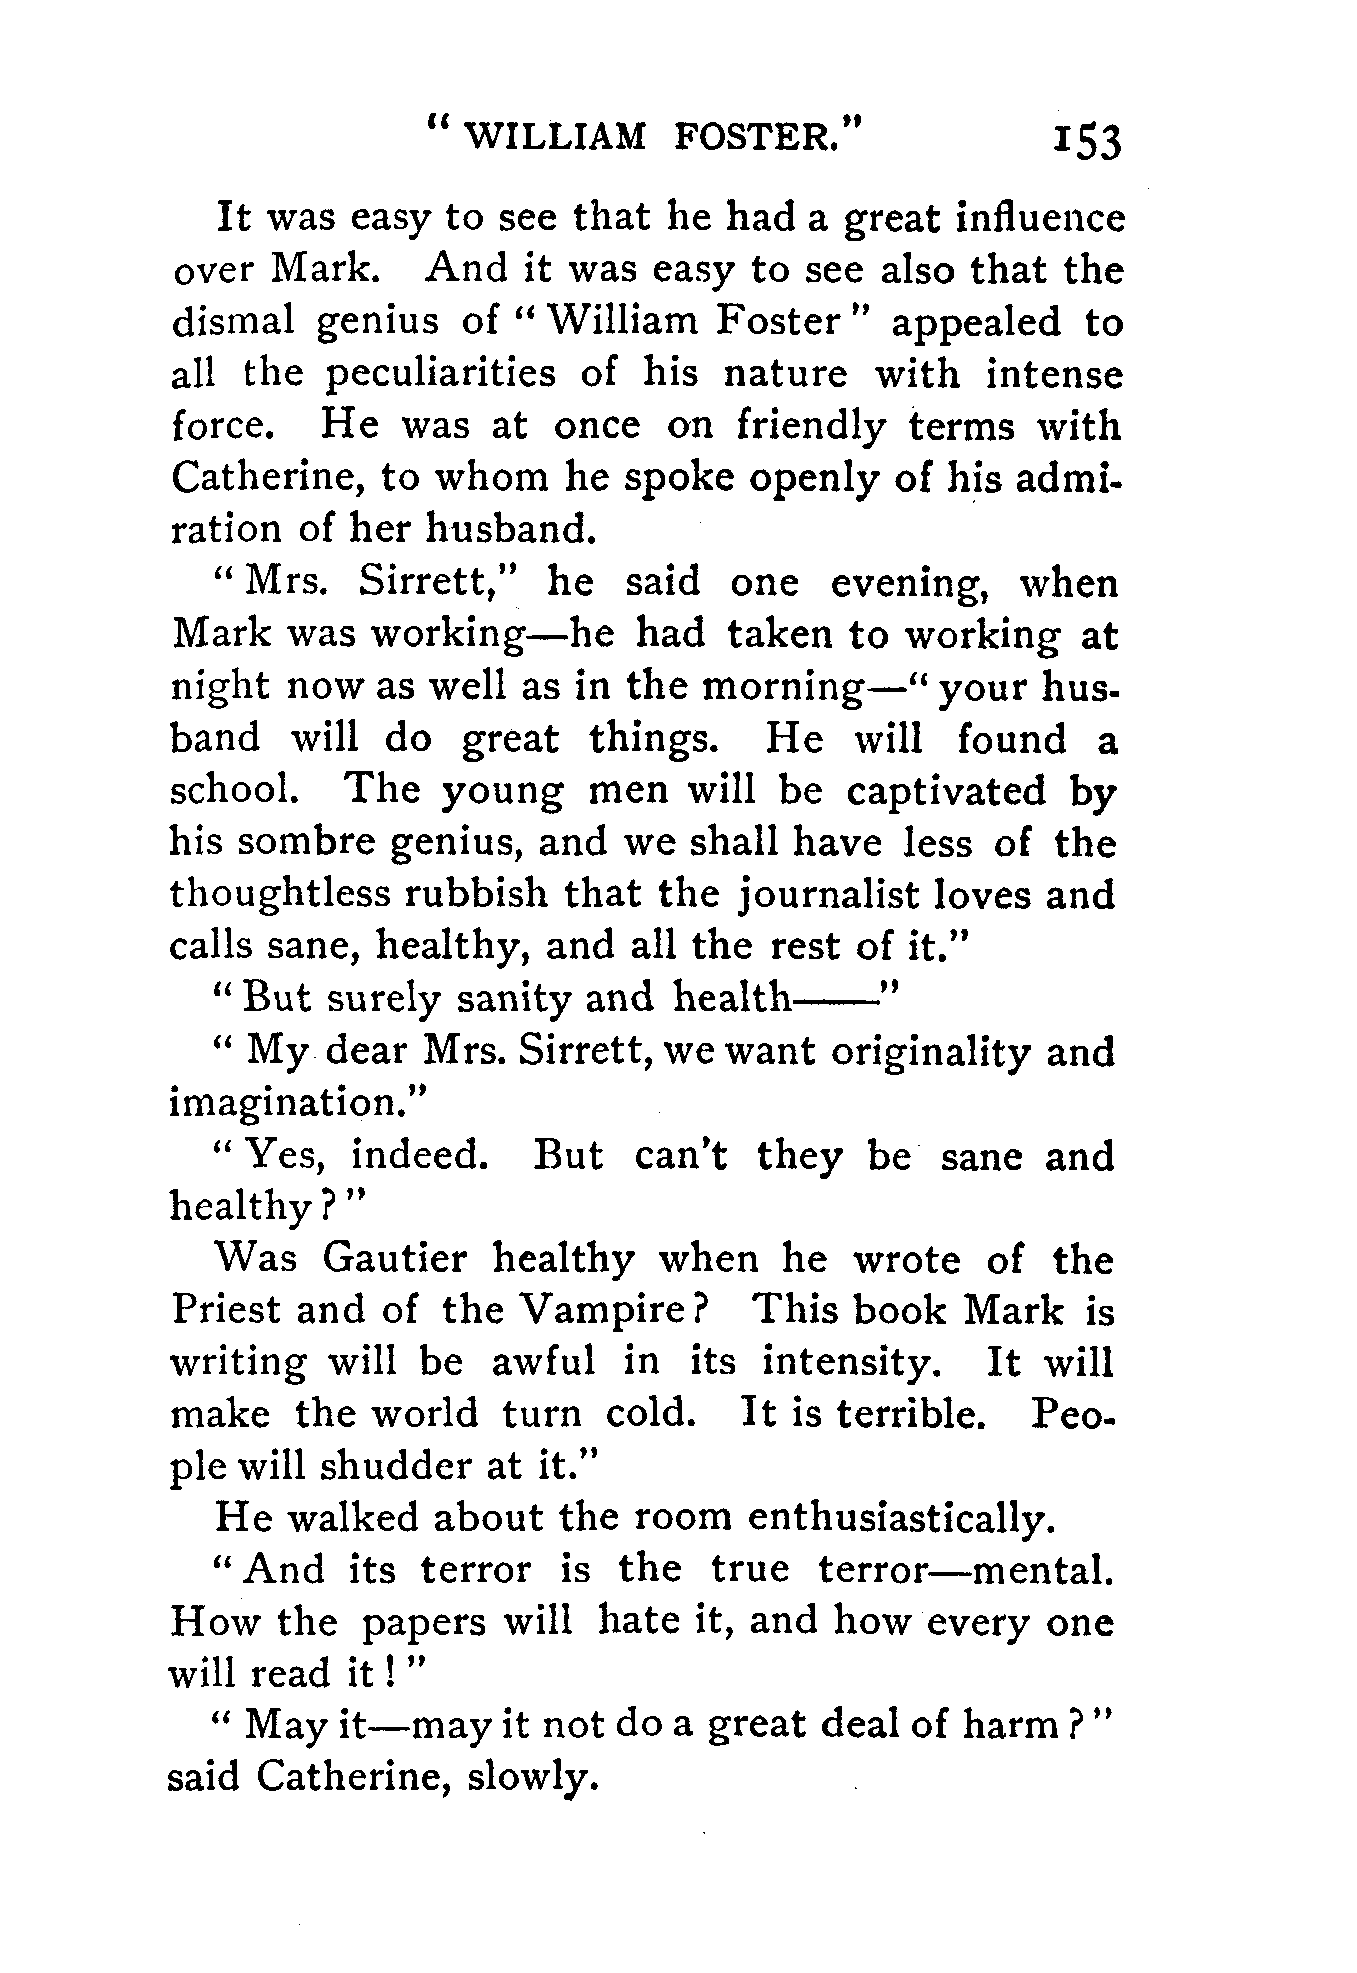 " WILLIAM FOSTER." 153
It was easy to see that he had a great influence
over Mark. And it was easy to see also that the
dismal genius of " William Foster " appealed to
all the peculiarities of his nature with intense
force. He was at once on friendly terms with
Catherine, to whom he spoke openly of his admi-
ration of her husband.
" Mrs. Sirrett," he said one evening, when
Mark was working—he had taken to working at
night now as well as in the morning—" your hus-
band will do great things. He will found a
school. The young men will be captivated by
his sombre genius, and we shall have less of the
thoughtless rubbish that the journalist loves and
calls sane, healthy, and all the rest of it."
" But surely sanity and health——"
" My dear Mrs. Sirrett, we want originality and
imagination."
" Yes, indeed. But can't they be sane and
healthy ? "
Was Gautier healthy when he wrote of the
Priest and of the Vampire ? This book Mark is
writing will be awful in its intensity. It will
make the world turn cold. It is terrible. Peo-
ple will shudder at it."
He walked about the room enthusiastically.
" And its terror is the true terror—mental.
How the papers will hate it, and how every one
will read it ! "
" May it—may it not do a great deal of harm ? "
said Catherine, slowly.